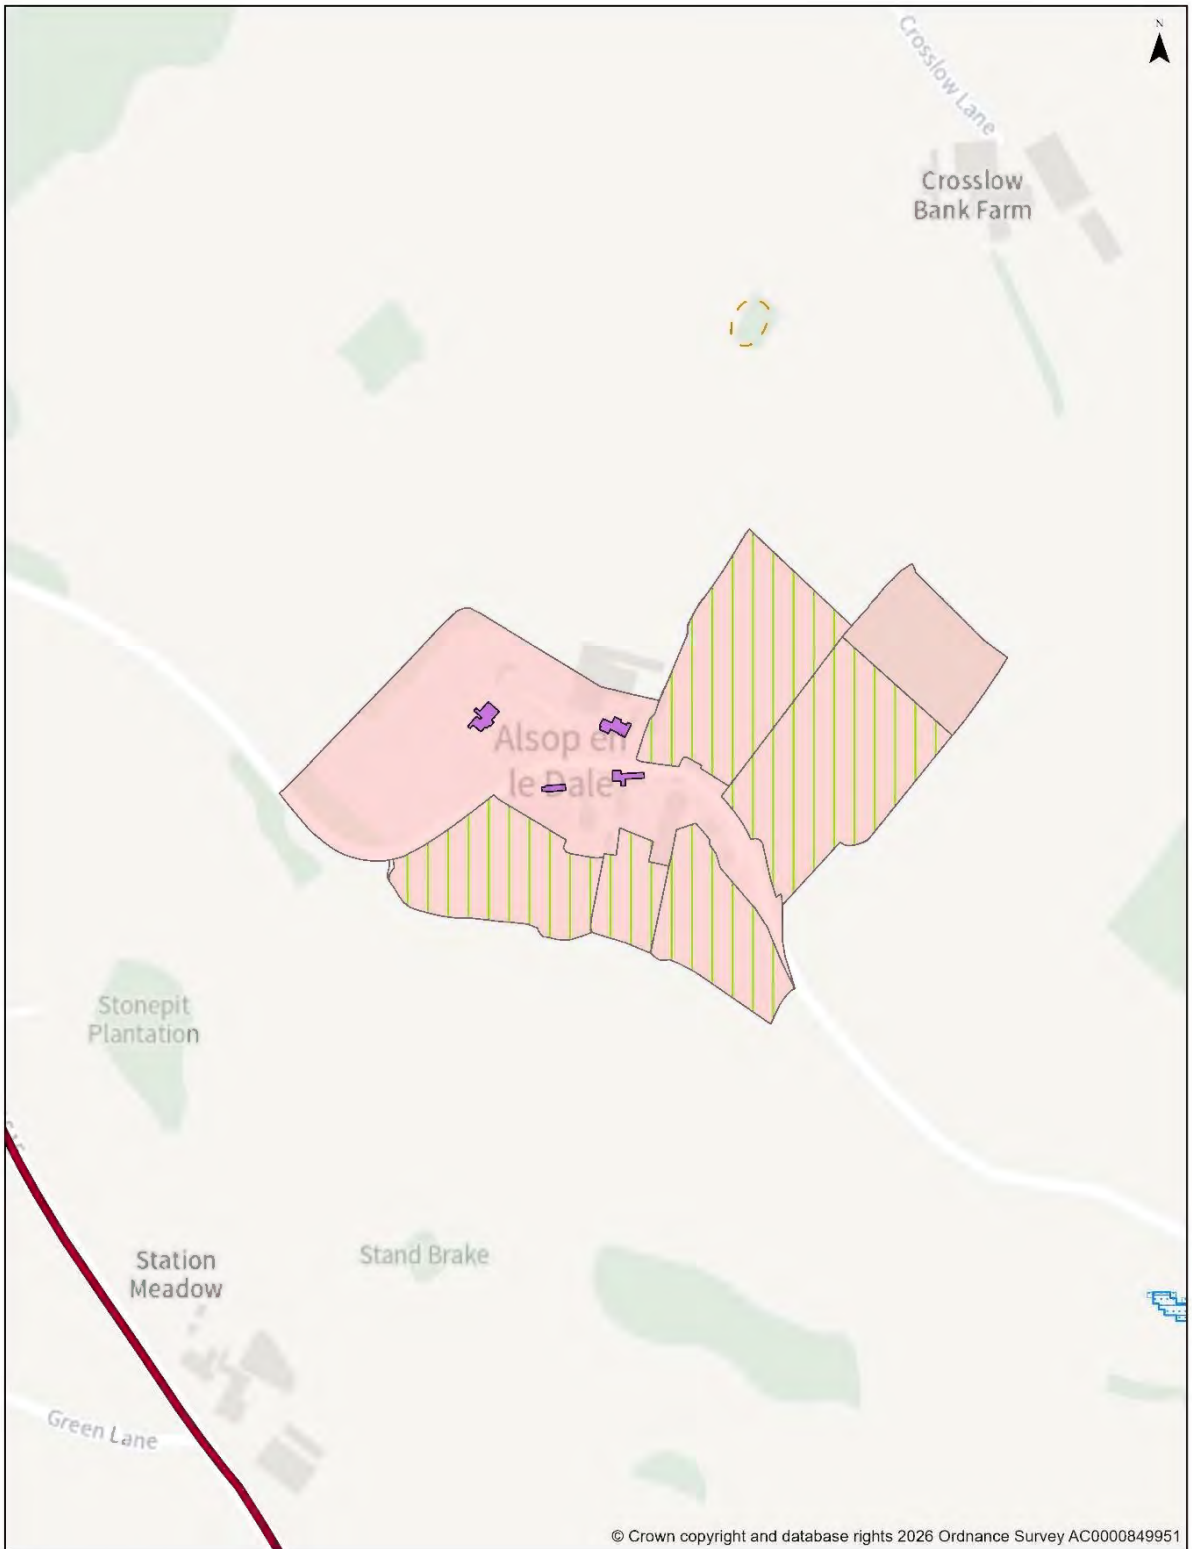 N
Crosslow Lane
Crosslow
Bank Farm
Alsop en
le Dale
Stonepit
Plantation
Station
Meadow
Stand Brake
Green Lane
© Crown copyright and database rights 2026 Ordnance Survey AC0000849951